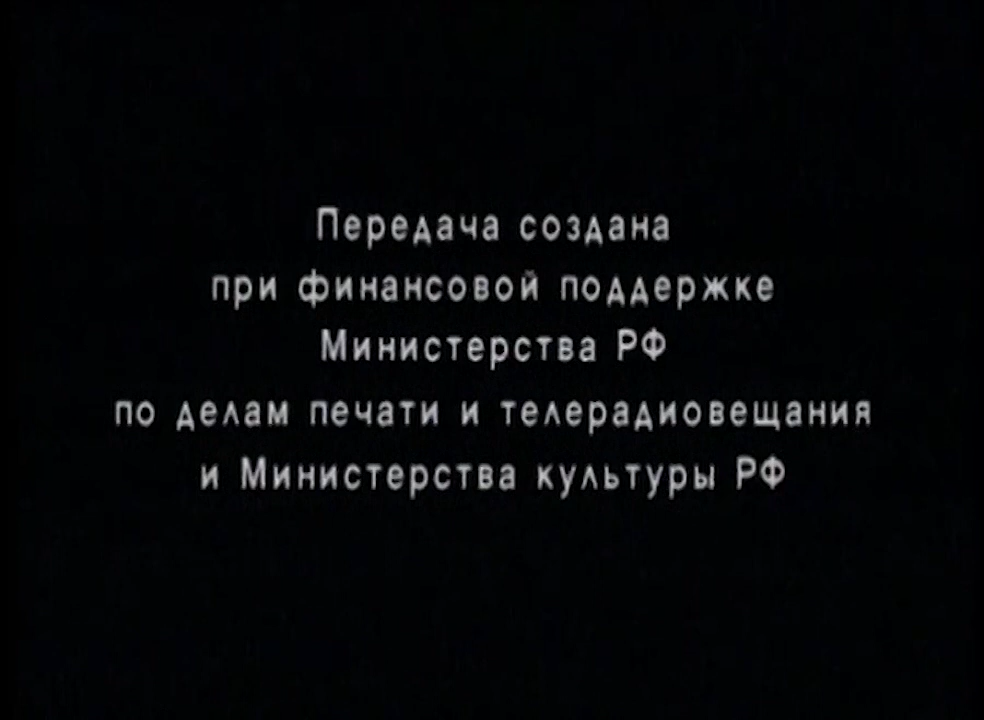 Передача создана
при финансовой поддержке
Министерства РФ
по делам печати и телерадиовещания
и Министерства культуры РФ